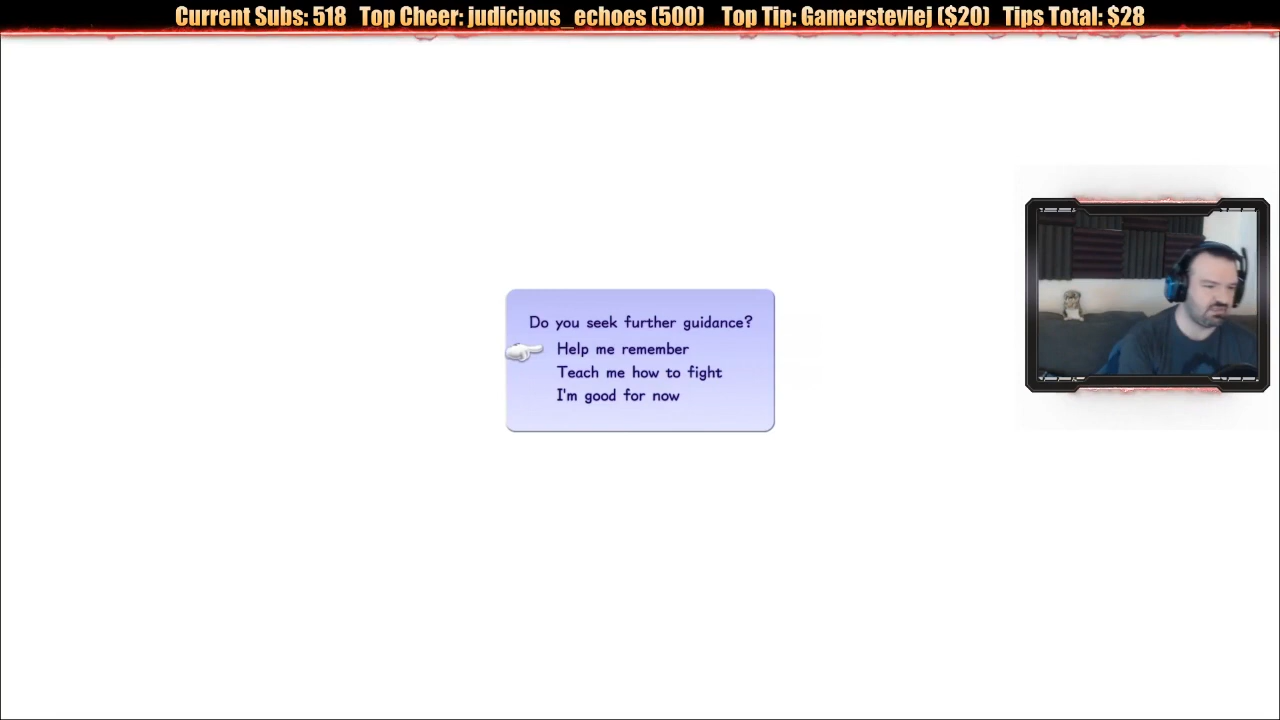 Current Subs: 518 Top Cheer: judicious_echoes (500) Top Tip: Gamersteviej ($20) Tips Total: $28
Do you seek further guidance?
Help me remember
Teach me how to fight
I'm good for now